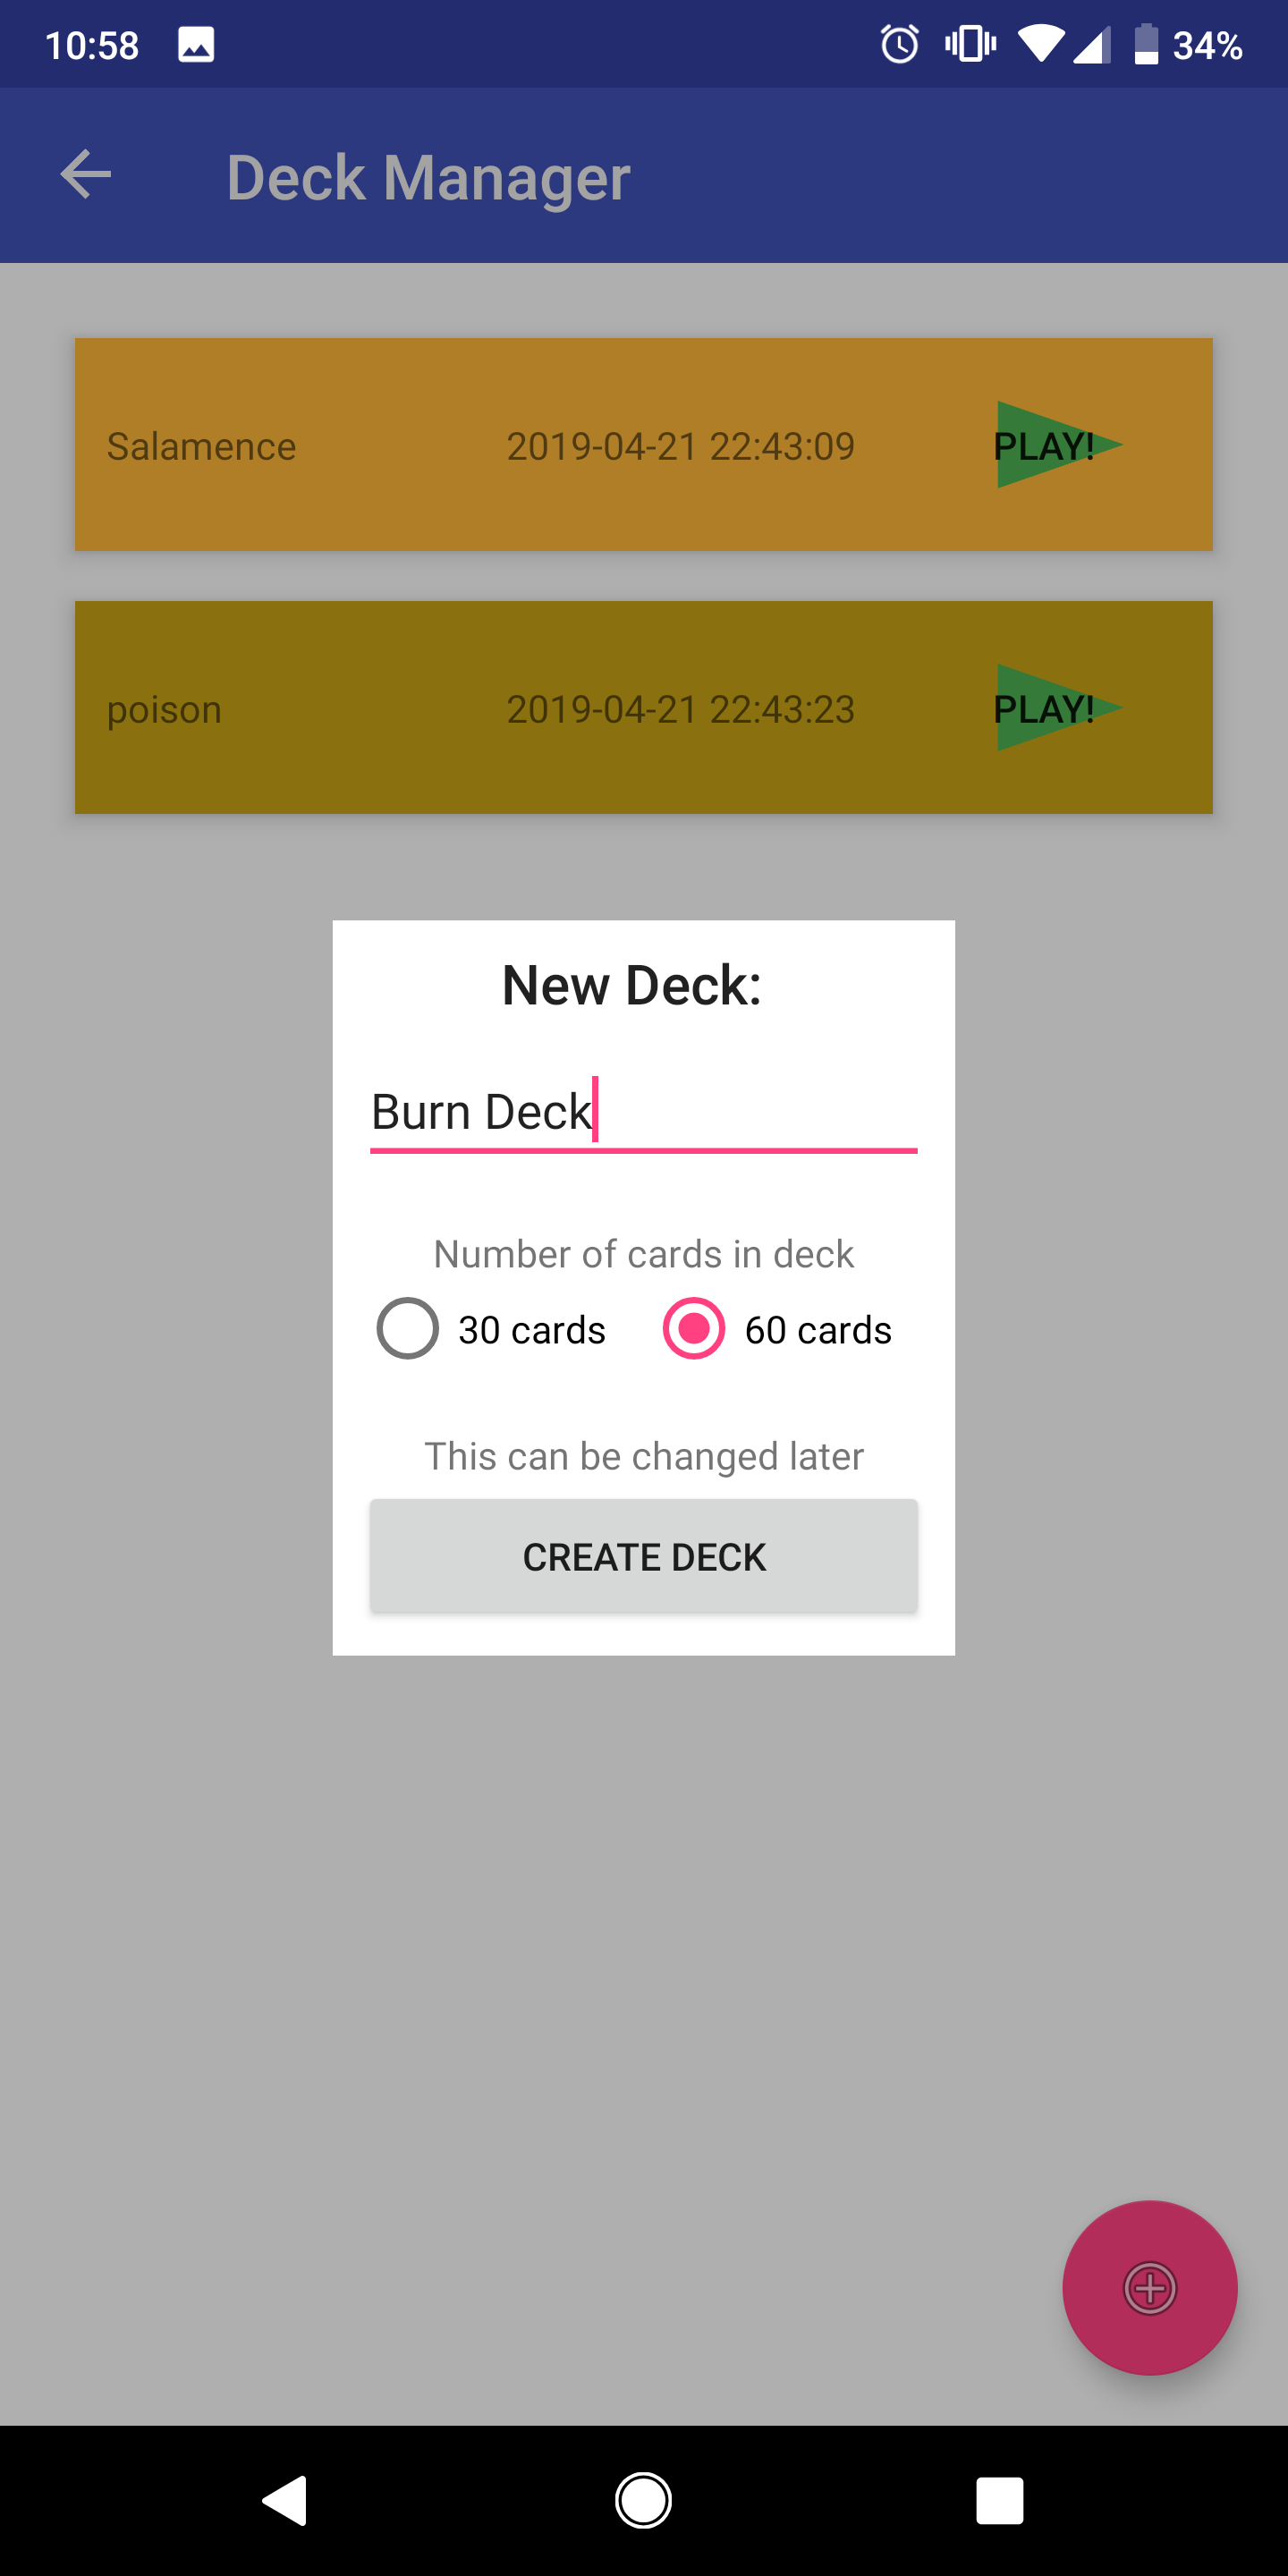 10:58 34%
Deck Manager
Salamence 2019-04-21 22:43:09 PLAY!
poison 2019-04-21 22:43:23 PLAY!
New Deck:
Burn Deck
Number of cards in deck
30 cards 60 cards
This can be changed later
CREATE DECK